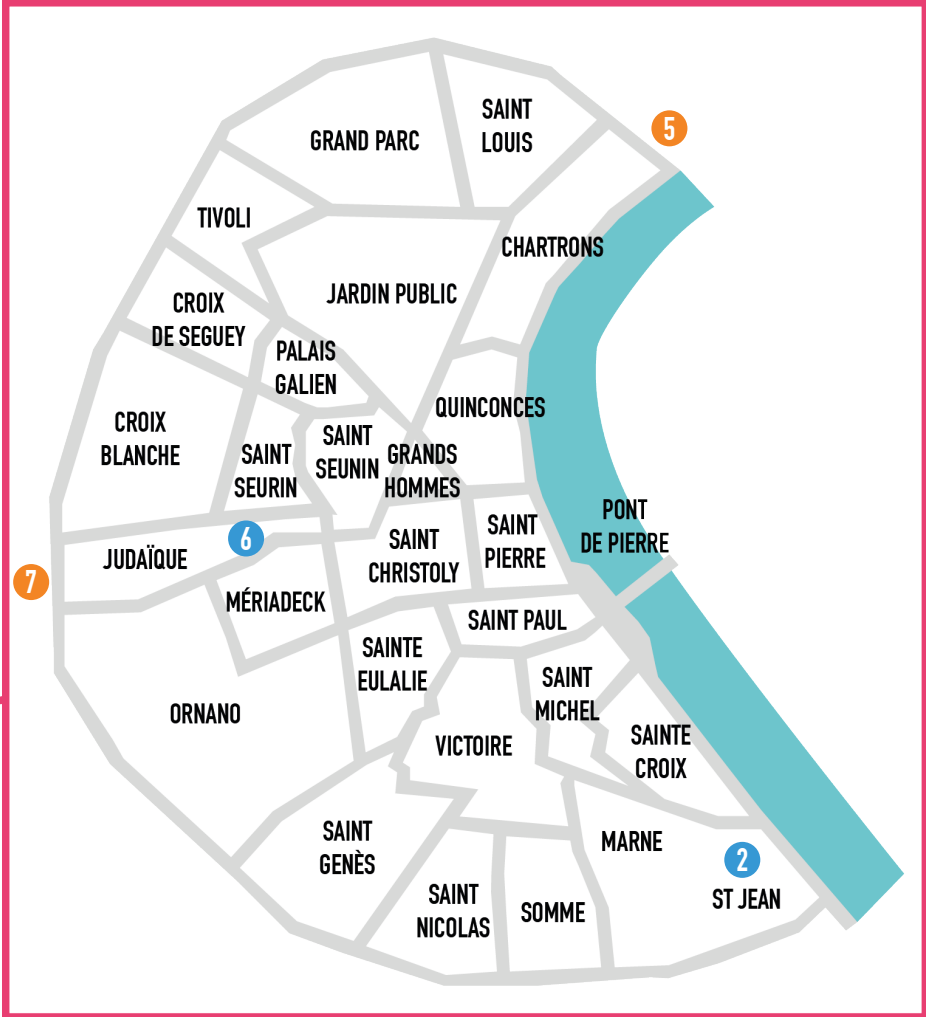 SAINT
LOUIS
5
GRAND PARC
TIVOLI
CHARTRONS
JARDIN PUBLIC
CROIX
DE SEGUEY
PALAIS
GALIEN
QUINCONCES
CROIX
BLANCHE
SAINT
SEUNIN
GRANDS
HOMMES
SAINT
SEURIN
PONT
DE PIERRE
SAINT
PIERRE
6
SAINT
CHRISTOLY
JUDAÏQUE
7
MÉRIADECK
SAINT PAUL
SAINTE
EULALIE
SAINT
MICHEL
ORNANO
VICTOIRE
SAINTE
CROIX
SAINT
GENÈS
MARNE
2
ST JEAN
SAINT
NICOLAS
SOMME